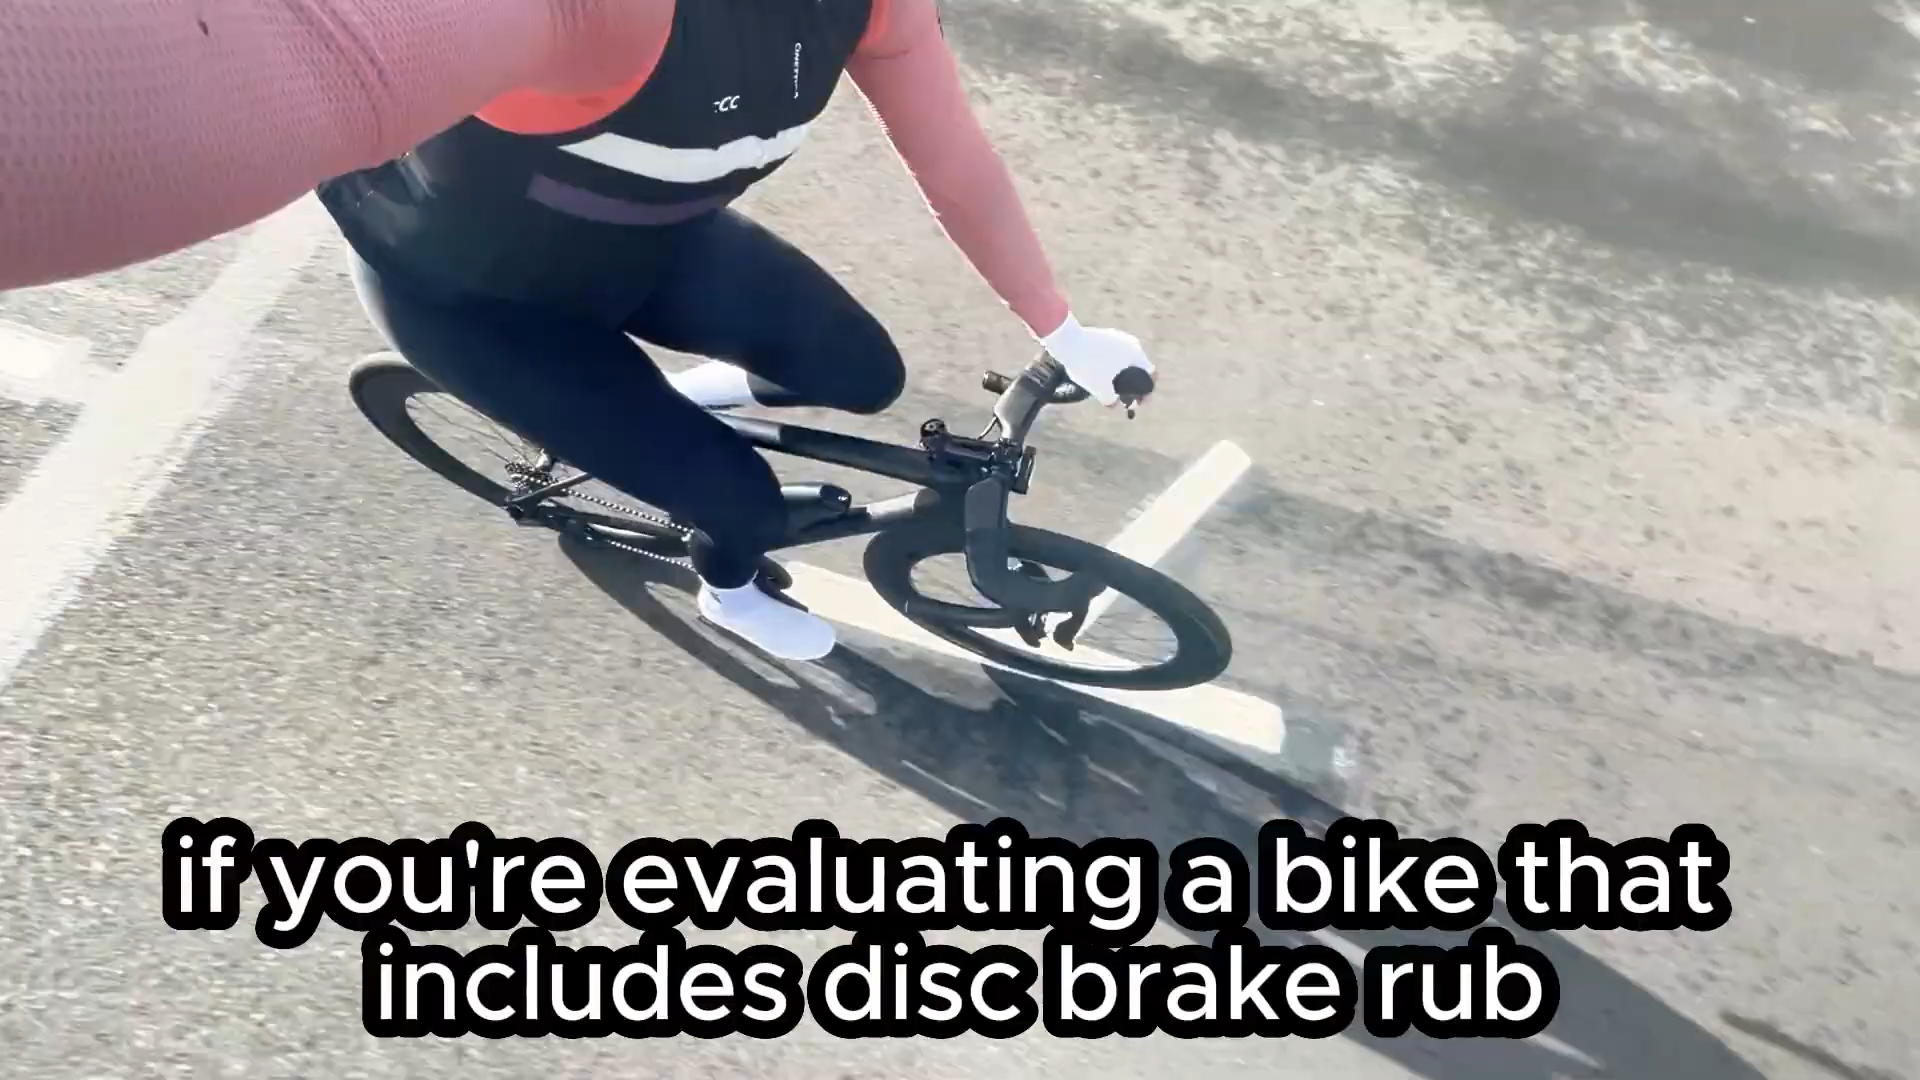 if you're evaluating a bike that
includes disc brake rub